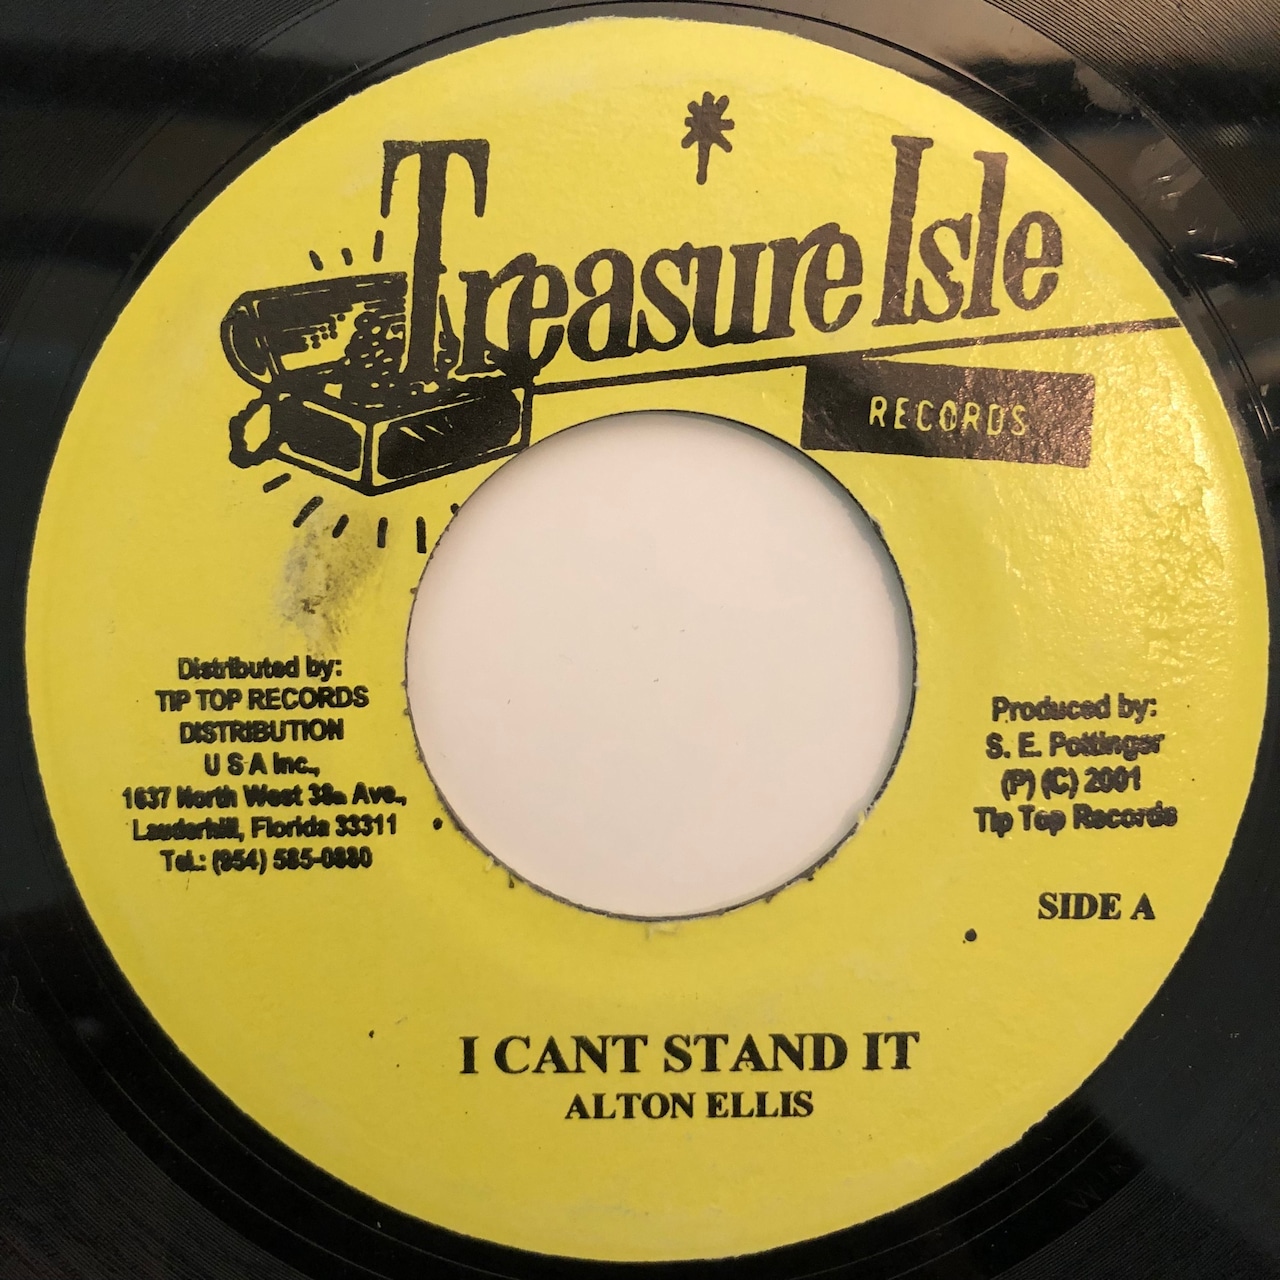 Treasure Isle
RECORDS
Distributed by:
TIP TOP RECORDS
DISTRIBUTION
U S A Inc.,
1637 North West 38th Ave.,
Lauderhill, Florida 33311
Tel.: (954) 585-0880
Produced by:
S. E. Pottinger
(P) (C) 2001
Tip Top Records
SIDE A
I CANT STAND IT
ALTON ELLIS